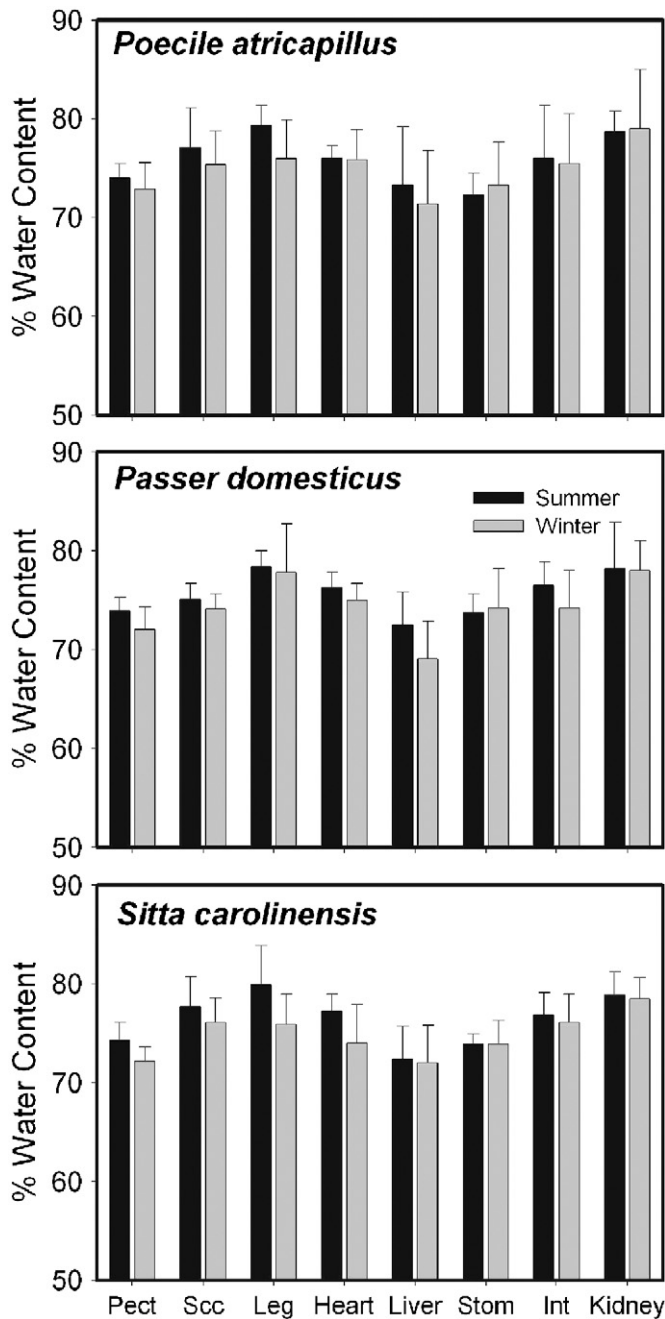 90
Poecile atricapillus
80
70
60
50
% Water Content
90
Passer domesticus
Summer
Winter
80
70
60
50
% Water Content
90
Sitta carolinensis
80
70
60
50
% Water Content
Pect Scc Leg Heart Liver Stom Int Kidney